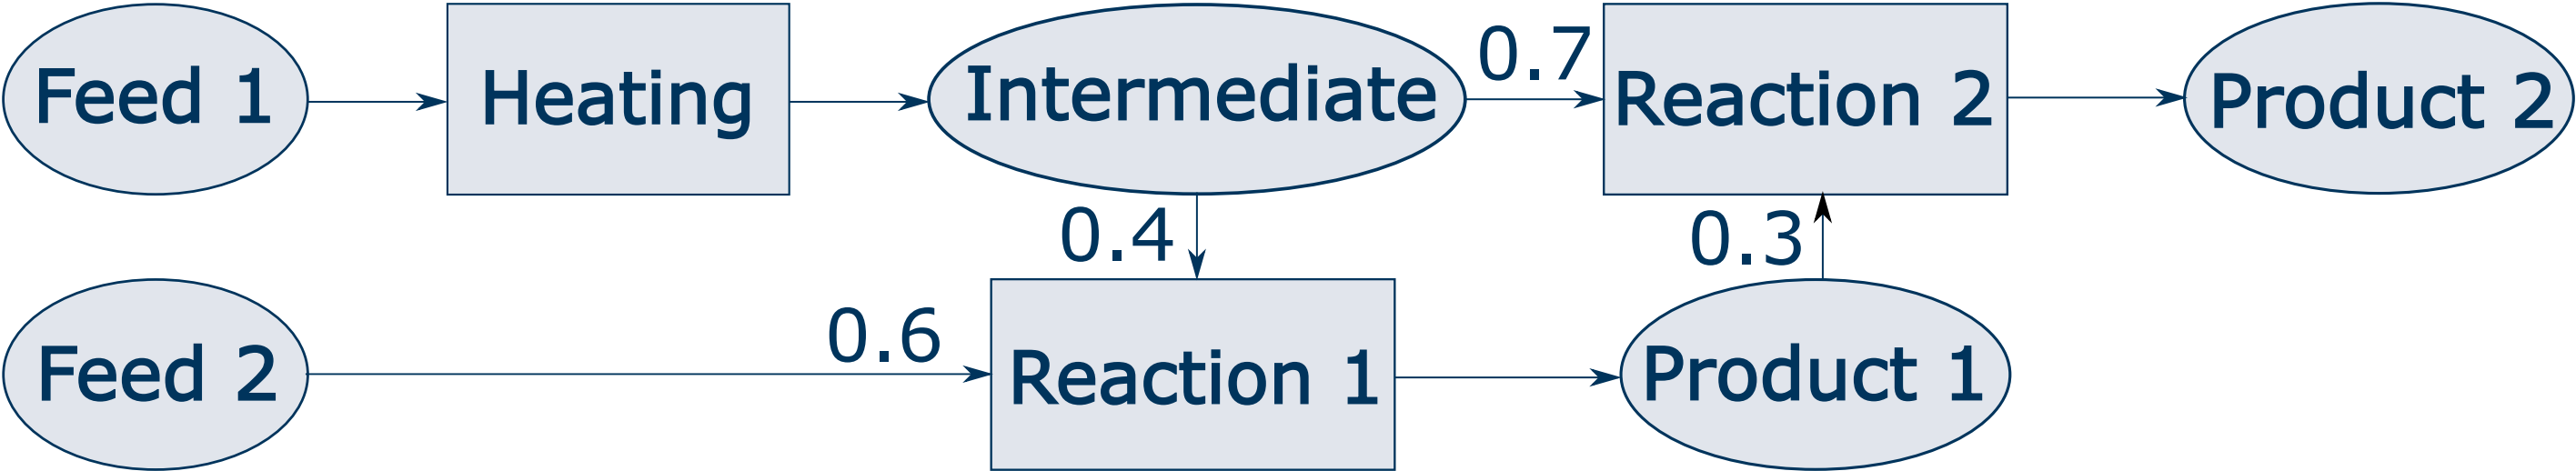 Feed 1
Heating
Intermediate
0.7
Reaction 2
Product 2
0.4
0.3
Feed 2
0.6
Reaction 1
Product 1